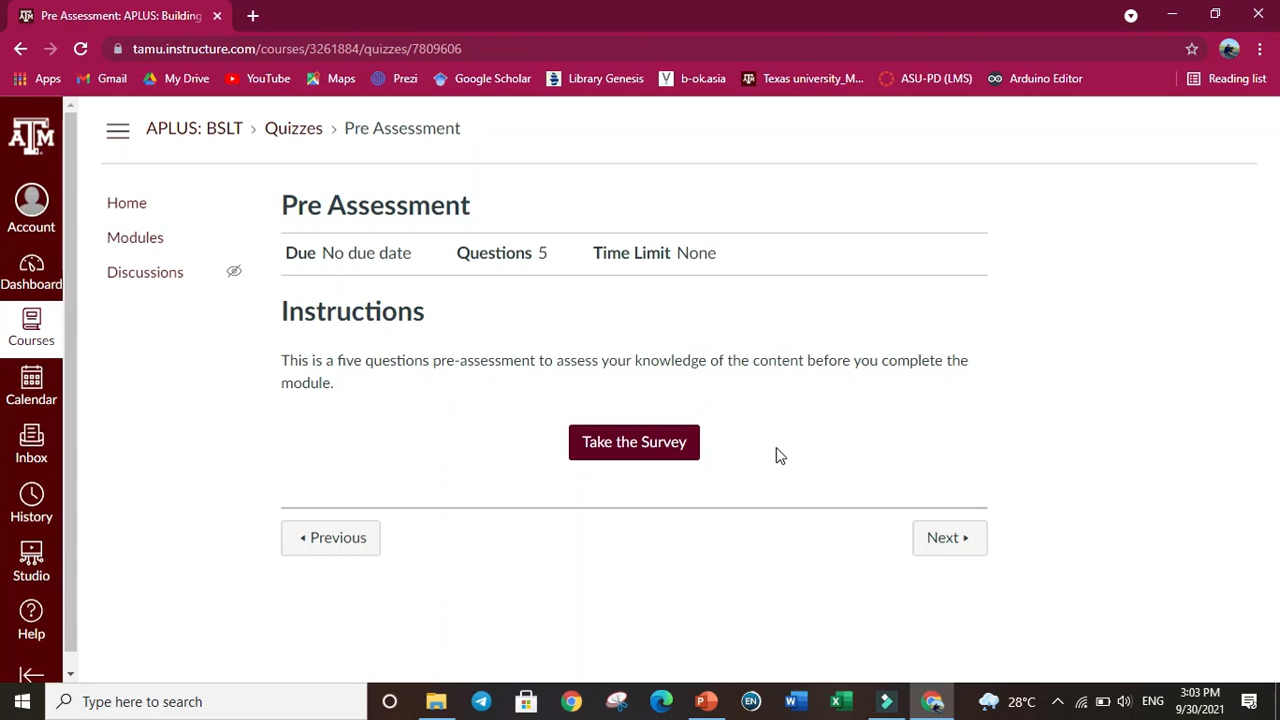 Pre Assessment: APLUS: Building
tamu.instructure.com/courses/3261884/quizzes/7809606
Apps
Gmail
My Drive
YouTube
Maps
Prezi
Google Scholar
Library Genesis
b-ok.asia
Texas university_M...
ASU-PD (LMS)
Arduino Editor
Reading list
APLUS: BSLT > Quizzes > Pre Assessment
ATM
Account
Dashboard
Courses
Calendar
Inbox
History
Studio
Help
Home
Modules
Discussions
Pre Assessment
Due No due date Questions 5 Time Limit None
Instructions
This is a five questions pre-assessment to assess your knowledge of the content before you complete the
module.
Take the Survey
Previous
Next
Type here to search
28°C
ENG
3:03 PM
9/30/2021